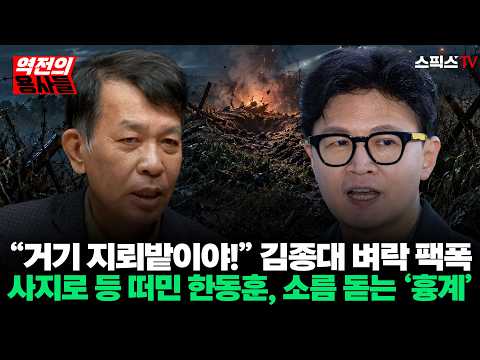 역전의
용사들
스픽스TV
“거기 지뢰밭이야!” 김종대 벼락 팩폭
사지로 등 떠민 한동훈, 소름 돋는 ‘흉계’